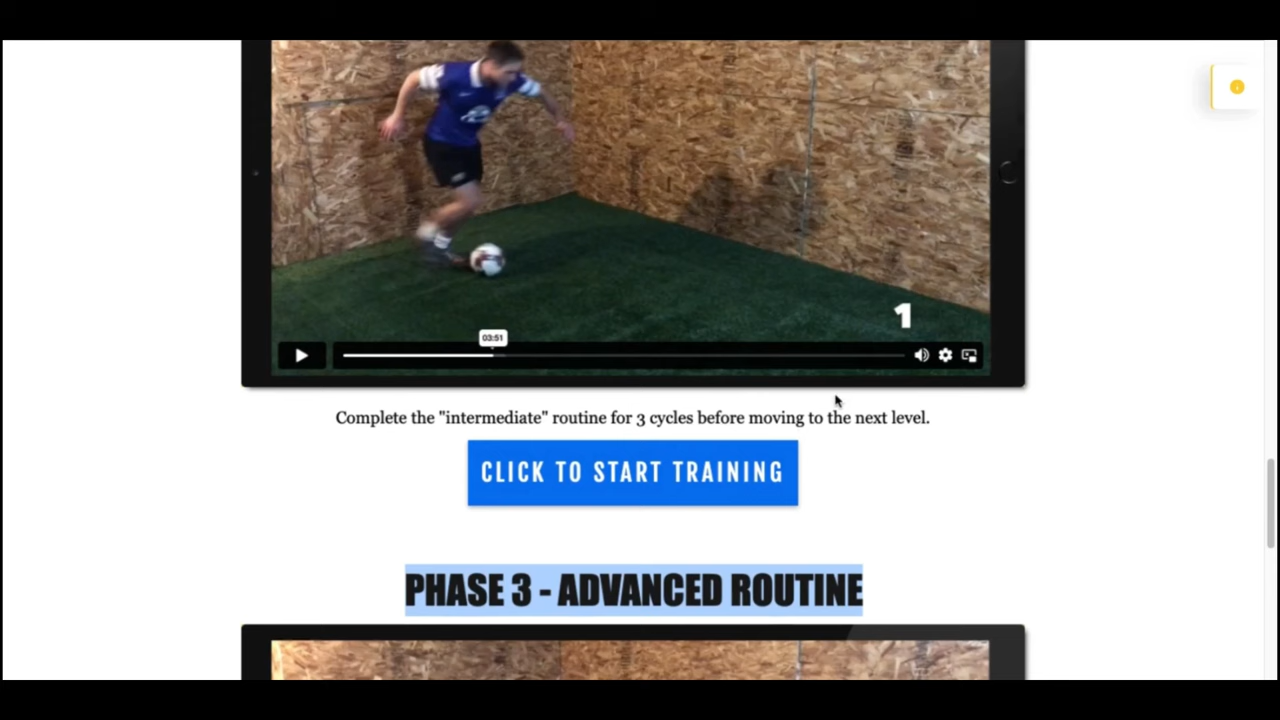 1
03:51
Complete the "intermediate" routine for 3 cycles before moving to the next level.
CLICK TO START TRAINING
PHASE 3 - ADVANCED ROUTINE